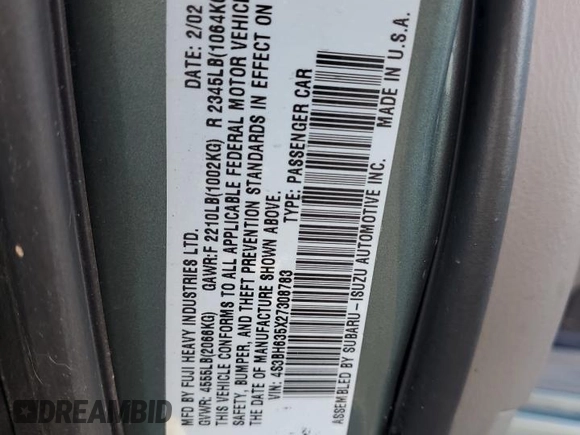 MFD BY FUJI HEAVY INDUSTRIES LTD. DATE: 2/02
GVWR: 4555LB(2066KG) GAWR:F 2210LB(1002KG) R 2345LB(1064KG)
THIS VEHICLE CONFORMS TO ALL APPLICABLE FEDERAL MOTOR VEHICLE
SAFETY, BUMPER, AND THEFT PREVENTION STANDARDS IN EFFECT ON
THE DATE OF MANUFACTURE SHOWN ABOVE.
VIN: 4S3BH635X27308783 TYPE: PASSENGER CAR
ASSEMBLED BY SUBARU-ISUZU AUTOMOTIVE INC. MADE IN U.S.A.
DREAMBID